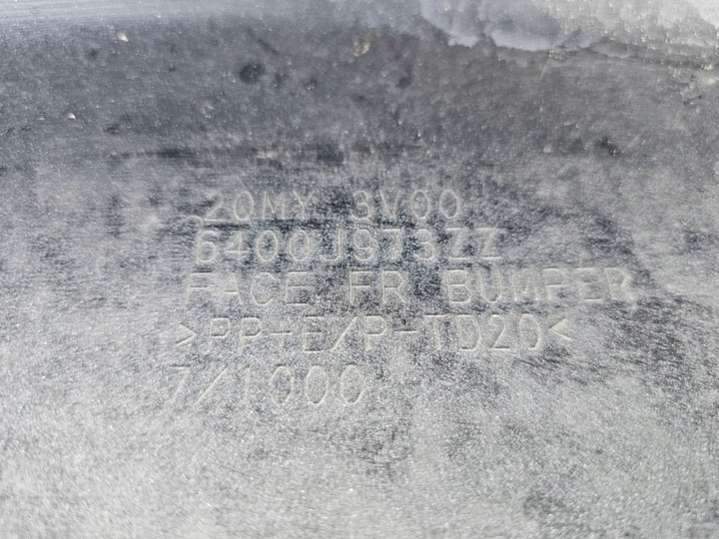 20MY 3V00
6400J973ZZ
FACE FR BUMPER
>PP-E/P-TD20<
7/1000